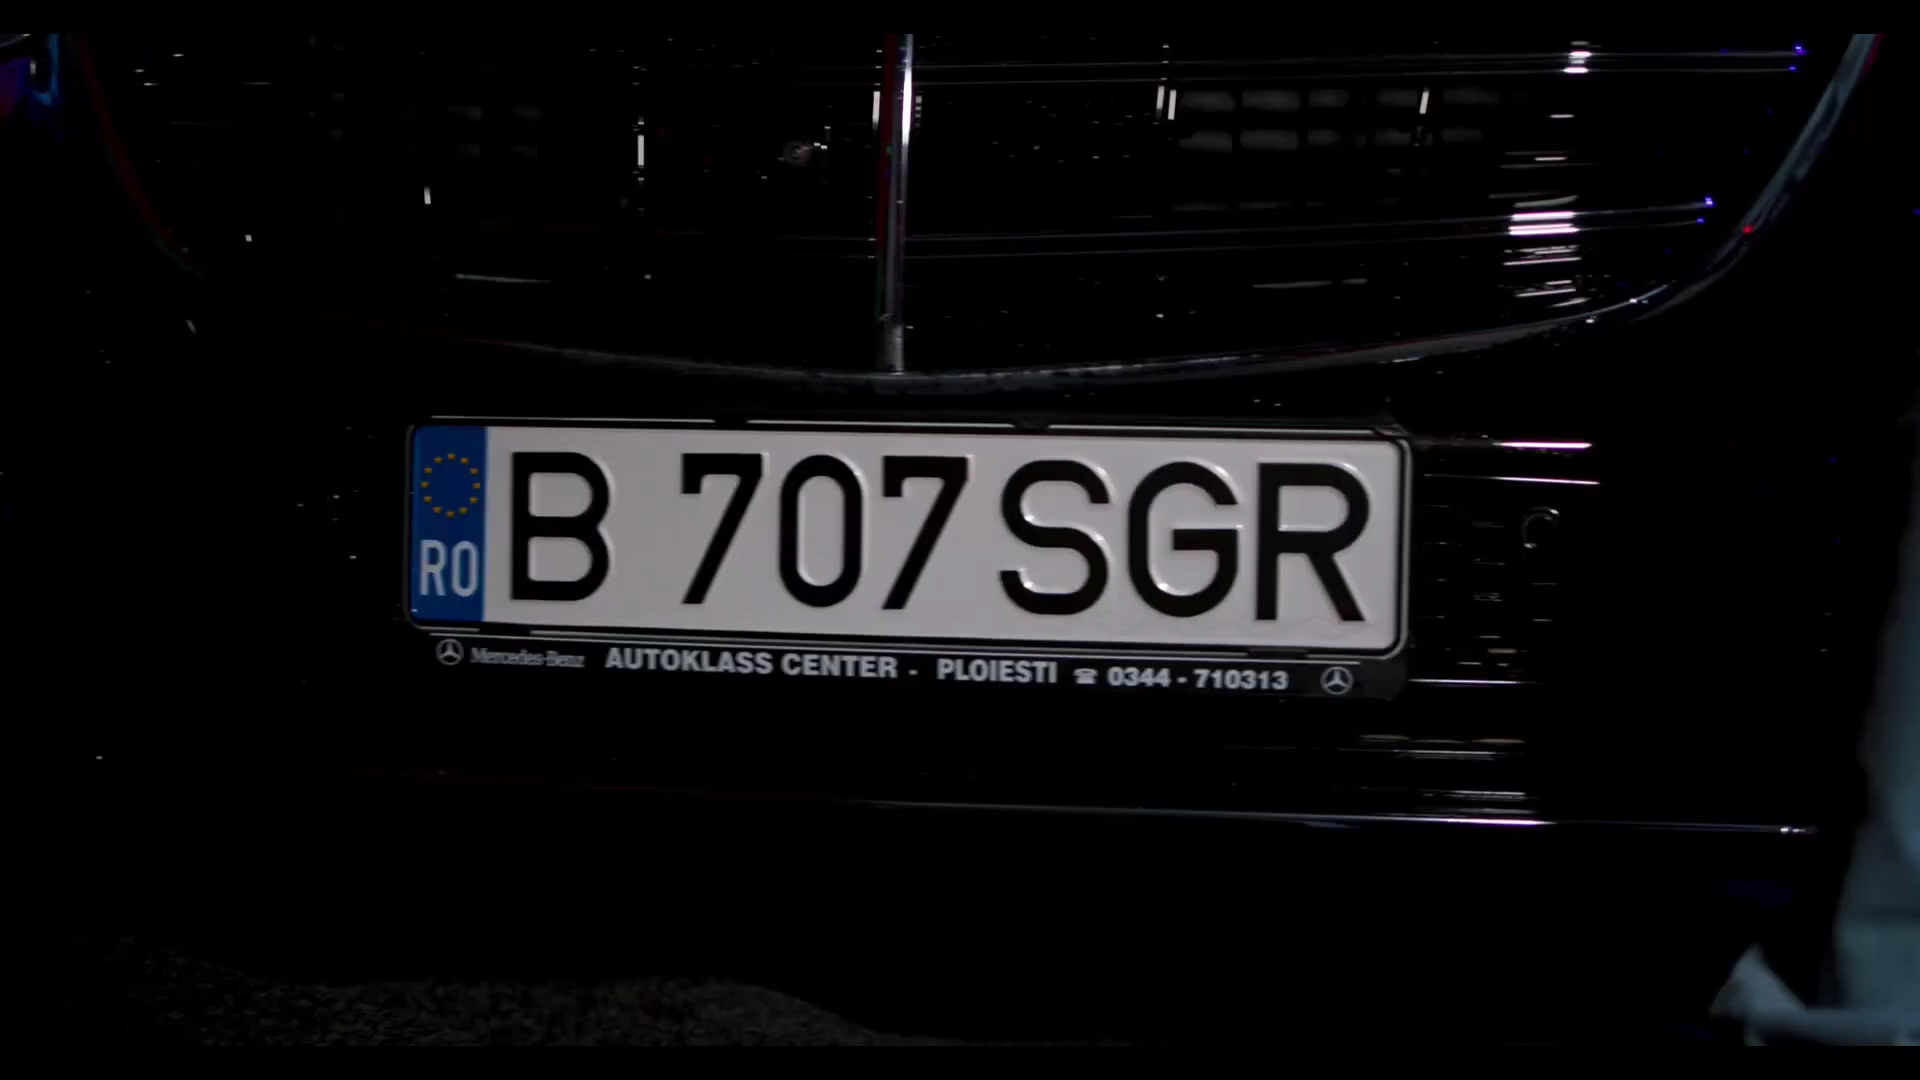 RO B 707 SGR
Mercedes-Benz AUTOKLASS CENTER - PLOIESTI ☎ 0344 - 710313